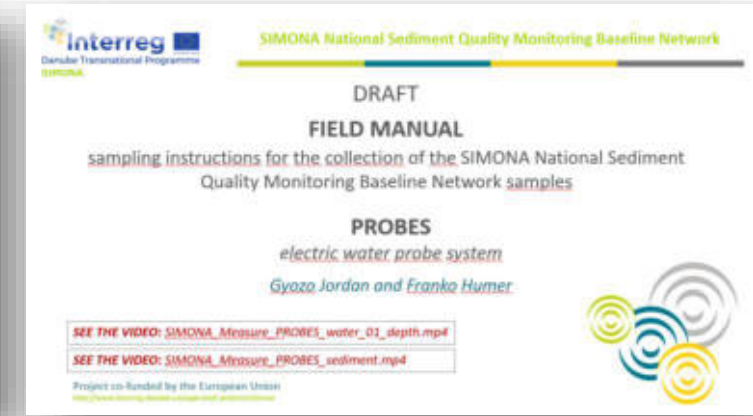 Interreg
Danube Transnational Programme
SIMONA
SIMONA National Sediment Quality Monitoring Baseline Network
DRAFT
FIELD MANUAL
sampling instructions for the collection of the SIMONA National Sediment
Quality Monitoring Baseline Network samples
PROBES
electric water probe system
Gyozo Jordan and Franko Humer
SEE THE VIDEO: SIMONA_Measure_PROBES_water_01_depth.mp4
SEE THE VIDEO: SIMONA_Measure_PROBES_sediment.mp4
Project co-funded by the European Union